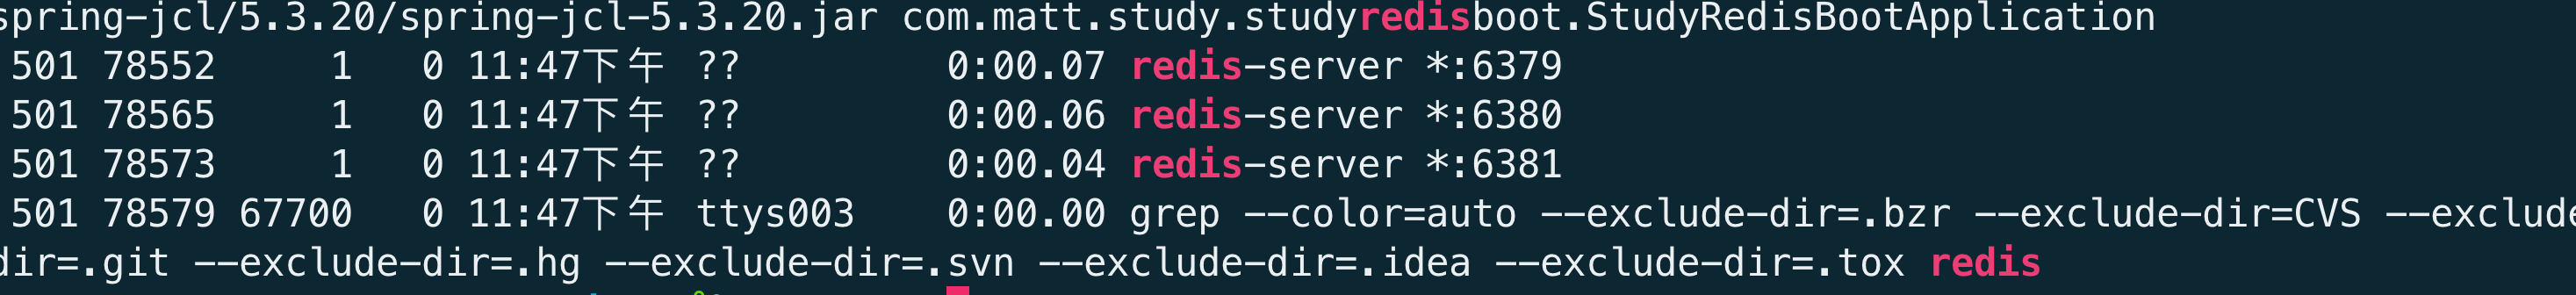 spring-jcl/5.3.20/spring-jcl-5.3.20.jar com.matt.study.studyredisboot.StudyRedisBootApplication
501 78552 1 0 11:47下午 ?? 0:00.07 redis-server *:6379
501 78565 1 0 11:47下午 ?? 0:00.06 redis-server *:6380
501 78573 1 0 11:47下午 ?? 0:00.04 redis-server *:6381
501 78579 67700 0 11:47下午 ttys003 0:00.00 grep --color=auto --exclude-dir=.bzr --exclude-dir=CVS --exclude
dir=.git --exclude-dir=.hg --exclude-dir=.svn --exclude-dir=.idea --exclude-dir=.tox redis